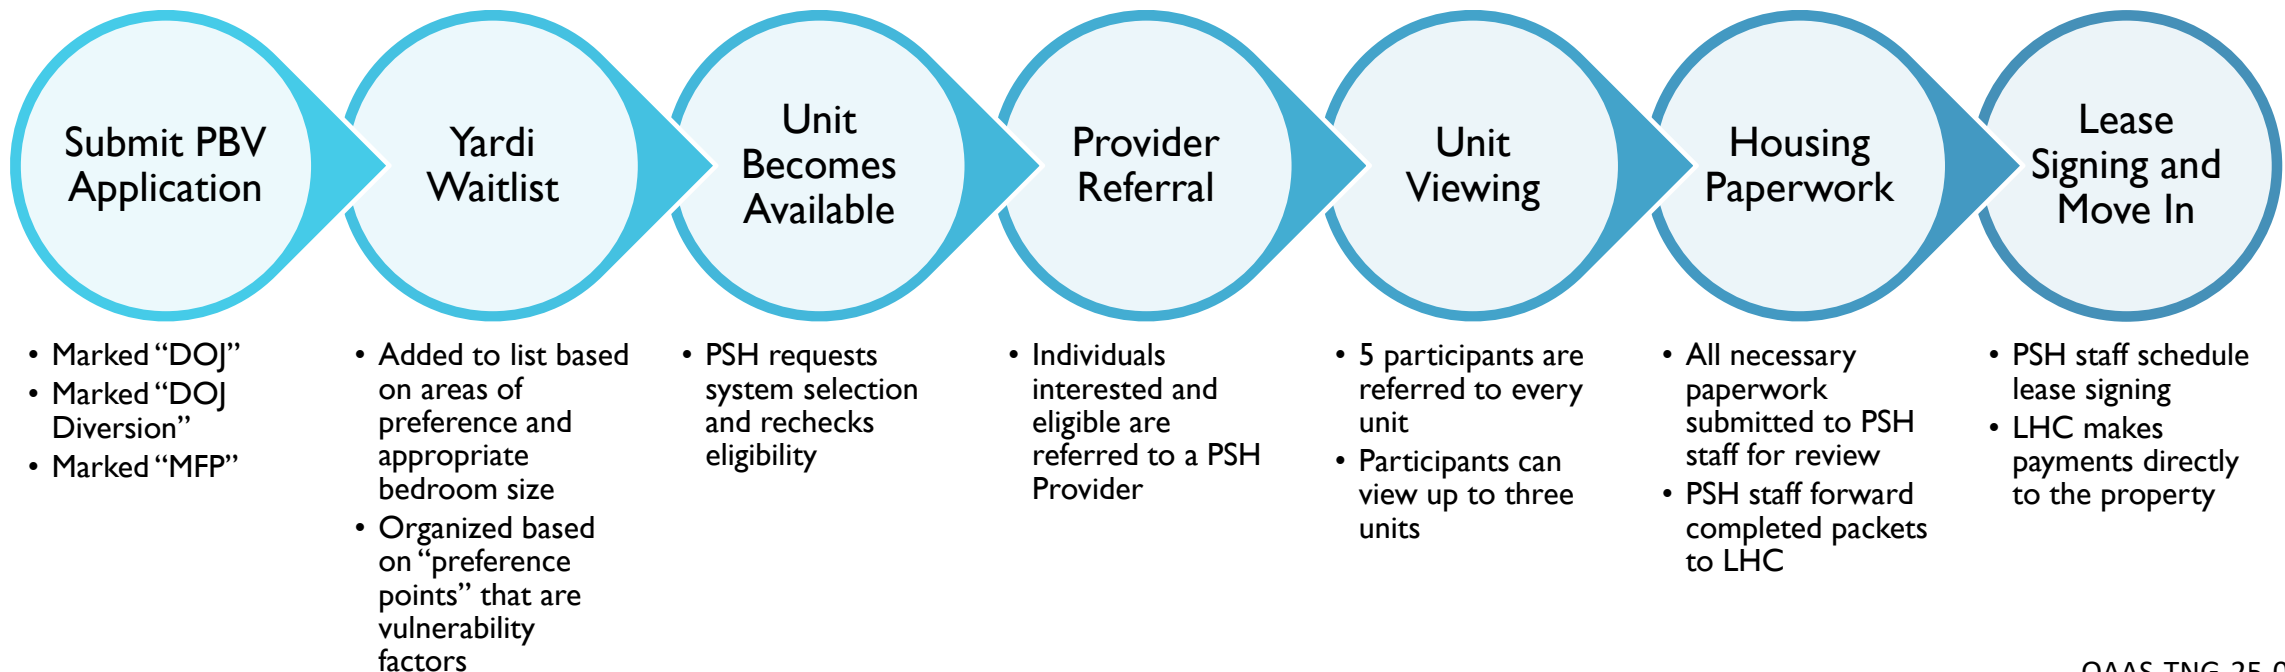 Submit PBV
Application
Yardi
Waitlist
Unit
Becomes
Available
Provider
Referral
Unit
Viewing
Housing
Paperwork
Lease
Signing and
Move In
• Marked “DOJ”
• Marked “DOJ
Diversion”
• Marked “MFP”
• Added to list based
on areas of
preference and
appropriate
bedroom size
• Organized based
on “preference
points” that are
vulnerability
factors
• PSH requests
system selection
and rechecks
eligibility
• Individuals
interested and
eligible are
referred to a PSH
Provider
• 5 participants are
referred to every
unit
• Participants can
view up to three
units
• All necessary
paperwork
submitted to PSH
staff for review
• PSH staff forward
completed packets
to LHC
• PSH staff schedule
lease signing
• LHC makes
payments directly
to the property